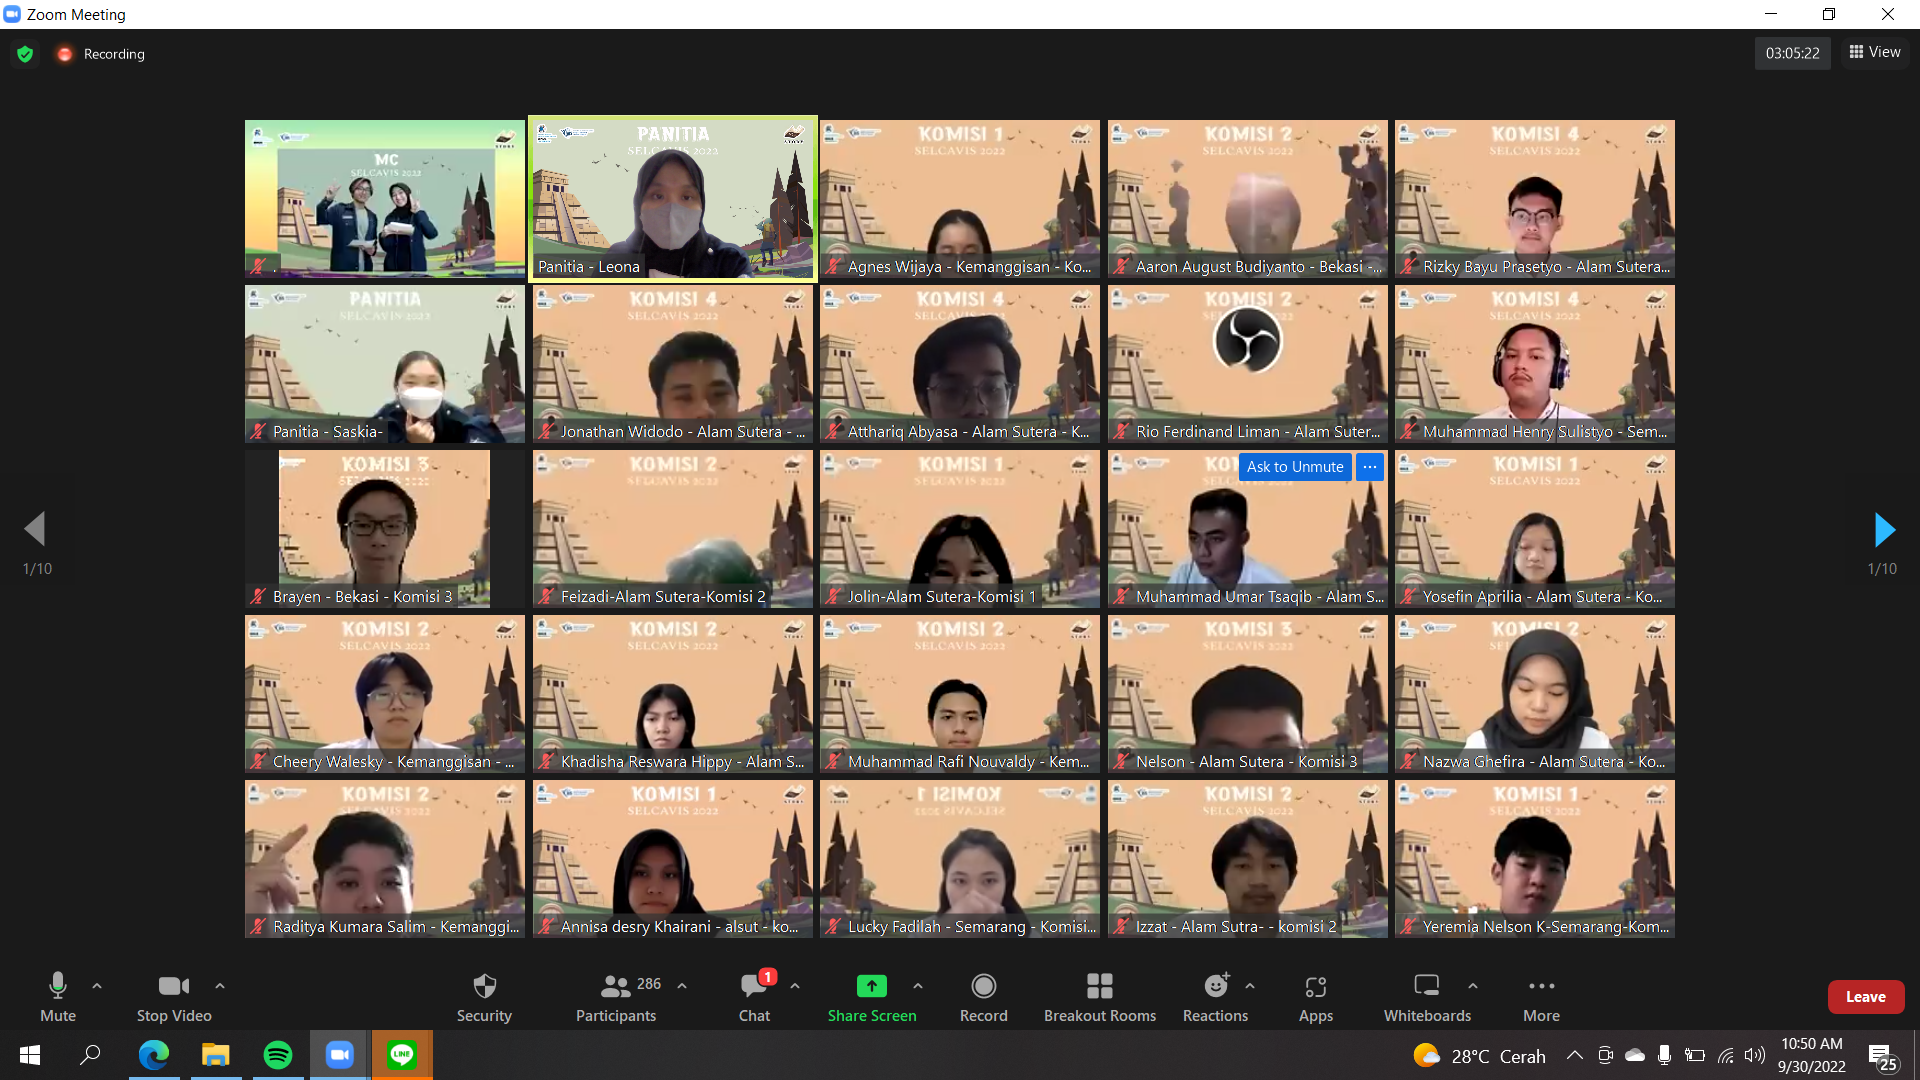 Zoom Meeting
Recording
03:05:22
View
MC
SELCAVIS 2022
.
PANITIA
SELCAVIS 2022
Panitia - Leona
KOMISI 1
SELCAVIS 2022
Agnes Wijaya - Kemanggisan - Ko...
KOMISI 2
SELCAVIS 2022
Aaron August Budiyanto - Bekasi -...
KOMISI 4
SELCAVIS 2022
Rizky Bayu Prasetyo - Alam Sutera...
PANITIA
SELCAVIS 2022
Panitia - Saskia-
KOMISI 4
SELCAVIS 2022
Jonathan Widodo - Alam Sutera - ...
KOMISI 4
SELCAVIS 2022
Atthariq Abyasa - Alam Sutera - K...
KOMISI 2
SELCAVIS 2022
Rio Ferdinand Liman - Alam Suter...
KOMISI 4
SELCAVIS 2022
Muhammad Henry Sulistyo - Sem...
KOMISI 3
SELCAVIS 2022
Brayen - Bekasi - Komisi 3
KOMISI 2
SELCAVIS 2022
Feizadi-Alam Sutera-Komisi 2
KOMISI 1
SELCAVIS 2022
Jolin-Alam Sutera-Komisi 1
Ask to Unmute
...
Muhammad Umar Tsaqib - Alam S...
KOMISI 1
SELCAVIS 2022
Yosefin Aprilia - Alam Sutera - Ko...
KOMISI 2
SELCAVIS 2022
Cheery Walesky - Kemanggisan - ...
KOMISI 2
SELCAVIS 2022
Khadisha Reswara Hippy - Alam S...
KOMISI 2
SELCAVIS 2022
Muhammad Rafi Nouvaldy - Kem...
KOMISI 3
SELCAVIS 2022
Nelson - Alam Sutera - Komisi 3
KOMISI 2
Nazwa Ghefira - Alam Sutera - Ko...
KOMISI 2
SELCAVIS 2022
Raditya Kumara Salim - Kemanggi...
KOMISI 1
SELCAVIS 2022
Annisa desry Khairani - alsut - ko...
KOMISI 1
SELCAVIS 2022
Lucky Fadilah - Semarang - Komisi...
KOMISI 2
SELCAVIS 2022
Izzat - Alam Sutra- - komisi 2
KOMISI 1
SELCAVIS 2022
Yeremia Nelson K-Semarang-Kom...
1/10
1/10
Mute
Stop Video
Security
286
Participants
1
Chat
Share Screen
Record
Breakout Rooms
Reactions
Apps
Whiteboards
More
Leave
LINE
28°C Cerah
10:50 AM
9/30/2022
25